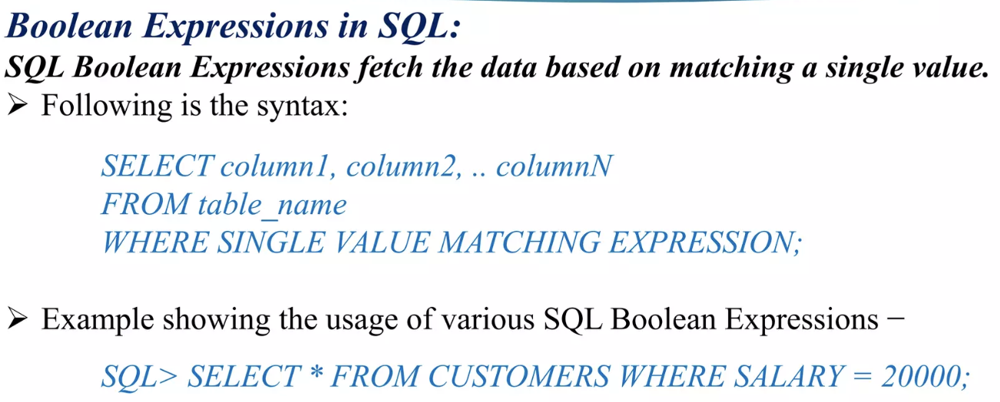 Boolean Expressions in SQL:
SQL Boolean Expressions fetch the data based on matching a single value.
➢ Following is the syntax:
SELECT column1, column2, .. columnN
FROM table_name
WHERE SINGLE VALUE MATCHING EXPRESSION;
➢ Example showing the usage of various SQL Boolean Expressions −
SQL> SELECT * FROM CUSTOMERS WHERE SALARY = 20000;